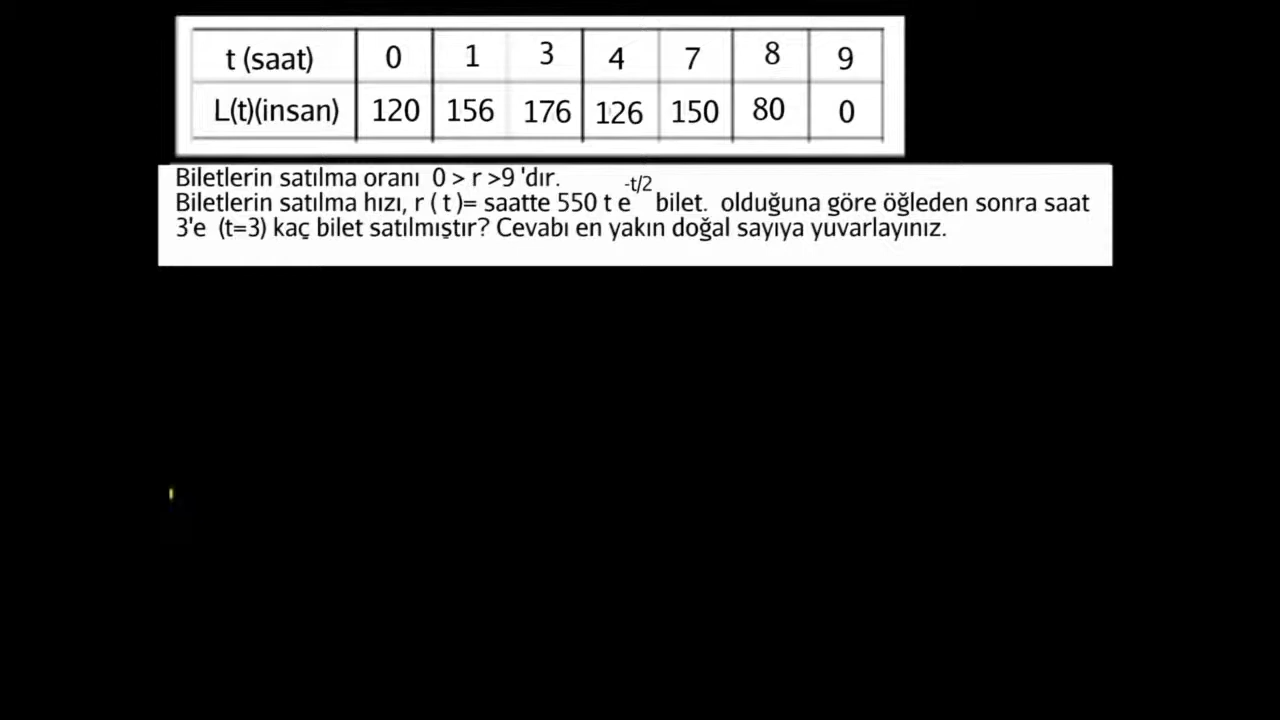 t (saat) 0 1 3 4 7 8 9
L(t)(insan) 120 156 176 126 150 80 0
Biletlerin satılma oranı 0 > r >9 'dır.
Biletlerin satılma hızı, r ( t )= saatte 550 t e -t/2 bilet. olduğuna göre öğleden sonra saat
3'e (t=3) kaç bilet satılmıştır? Cevabı en yakın doğal sayıya yuvarlayınız.